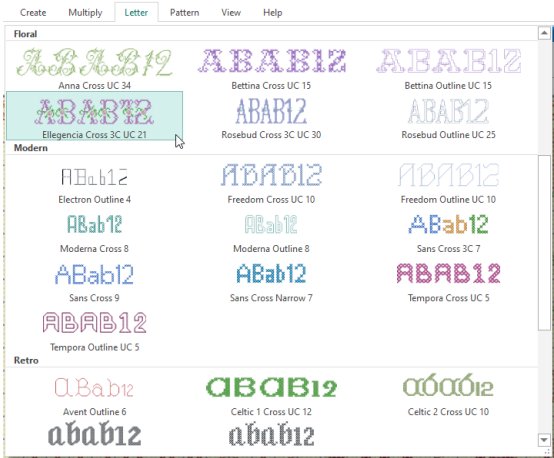 Create Multiply Letter Pattern View Help
Floral
ABABAB12 ABABB12 ABABB12
Anna Cross UC 34 Bettina Cross UC 15 Bettina Outline UC 15
ABAB12 ABAB12 ABAB12
Ellegencia Cross 3C UC 21 Rosebud Cross 3C UC 30 Rosebud Outline UC 25
Modern
ABab12 ABAB12 ABAB12
Electron Outline 4 Freedom Cross UC 10 Freedom Outline UC 10
ABab12 ABab12 ABab12
Moderna Cross 8 Moderna Outline 8 Sans Cross 3C 7
ABab12 ABab12 ABAB12
Sans Cross 9 Sans Cross Narrow 7 Tempora Cross UC 5
ABAB12
Tempora Outline UC 5
Retro
ABab12 ABAB12 abab12
Avent Outline 6 Celtic 1 Cross UC 12 Celtic 2 Cross UC 10
abab12 abab12